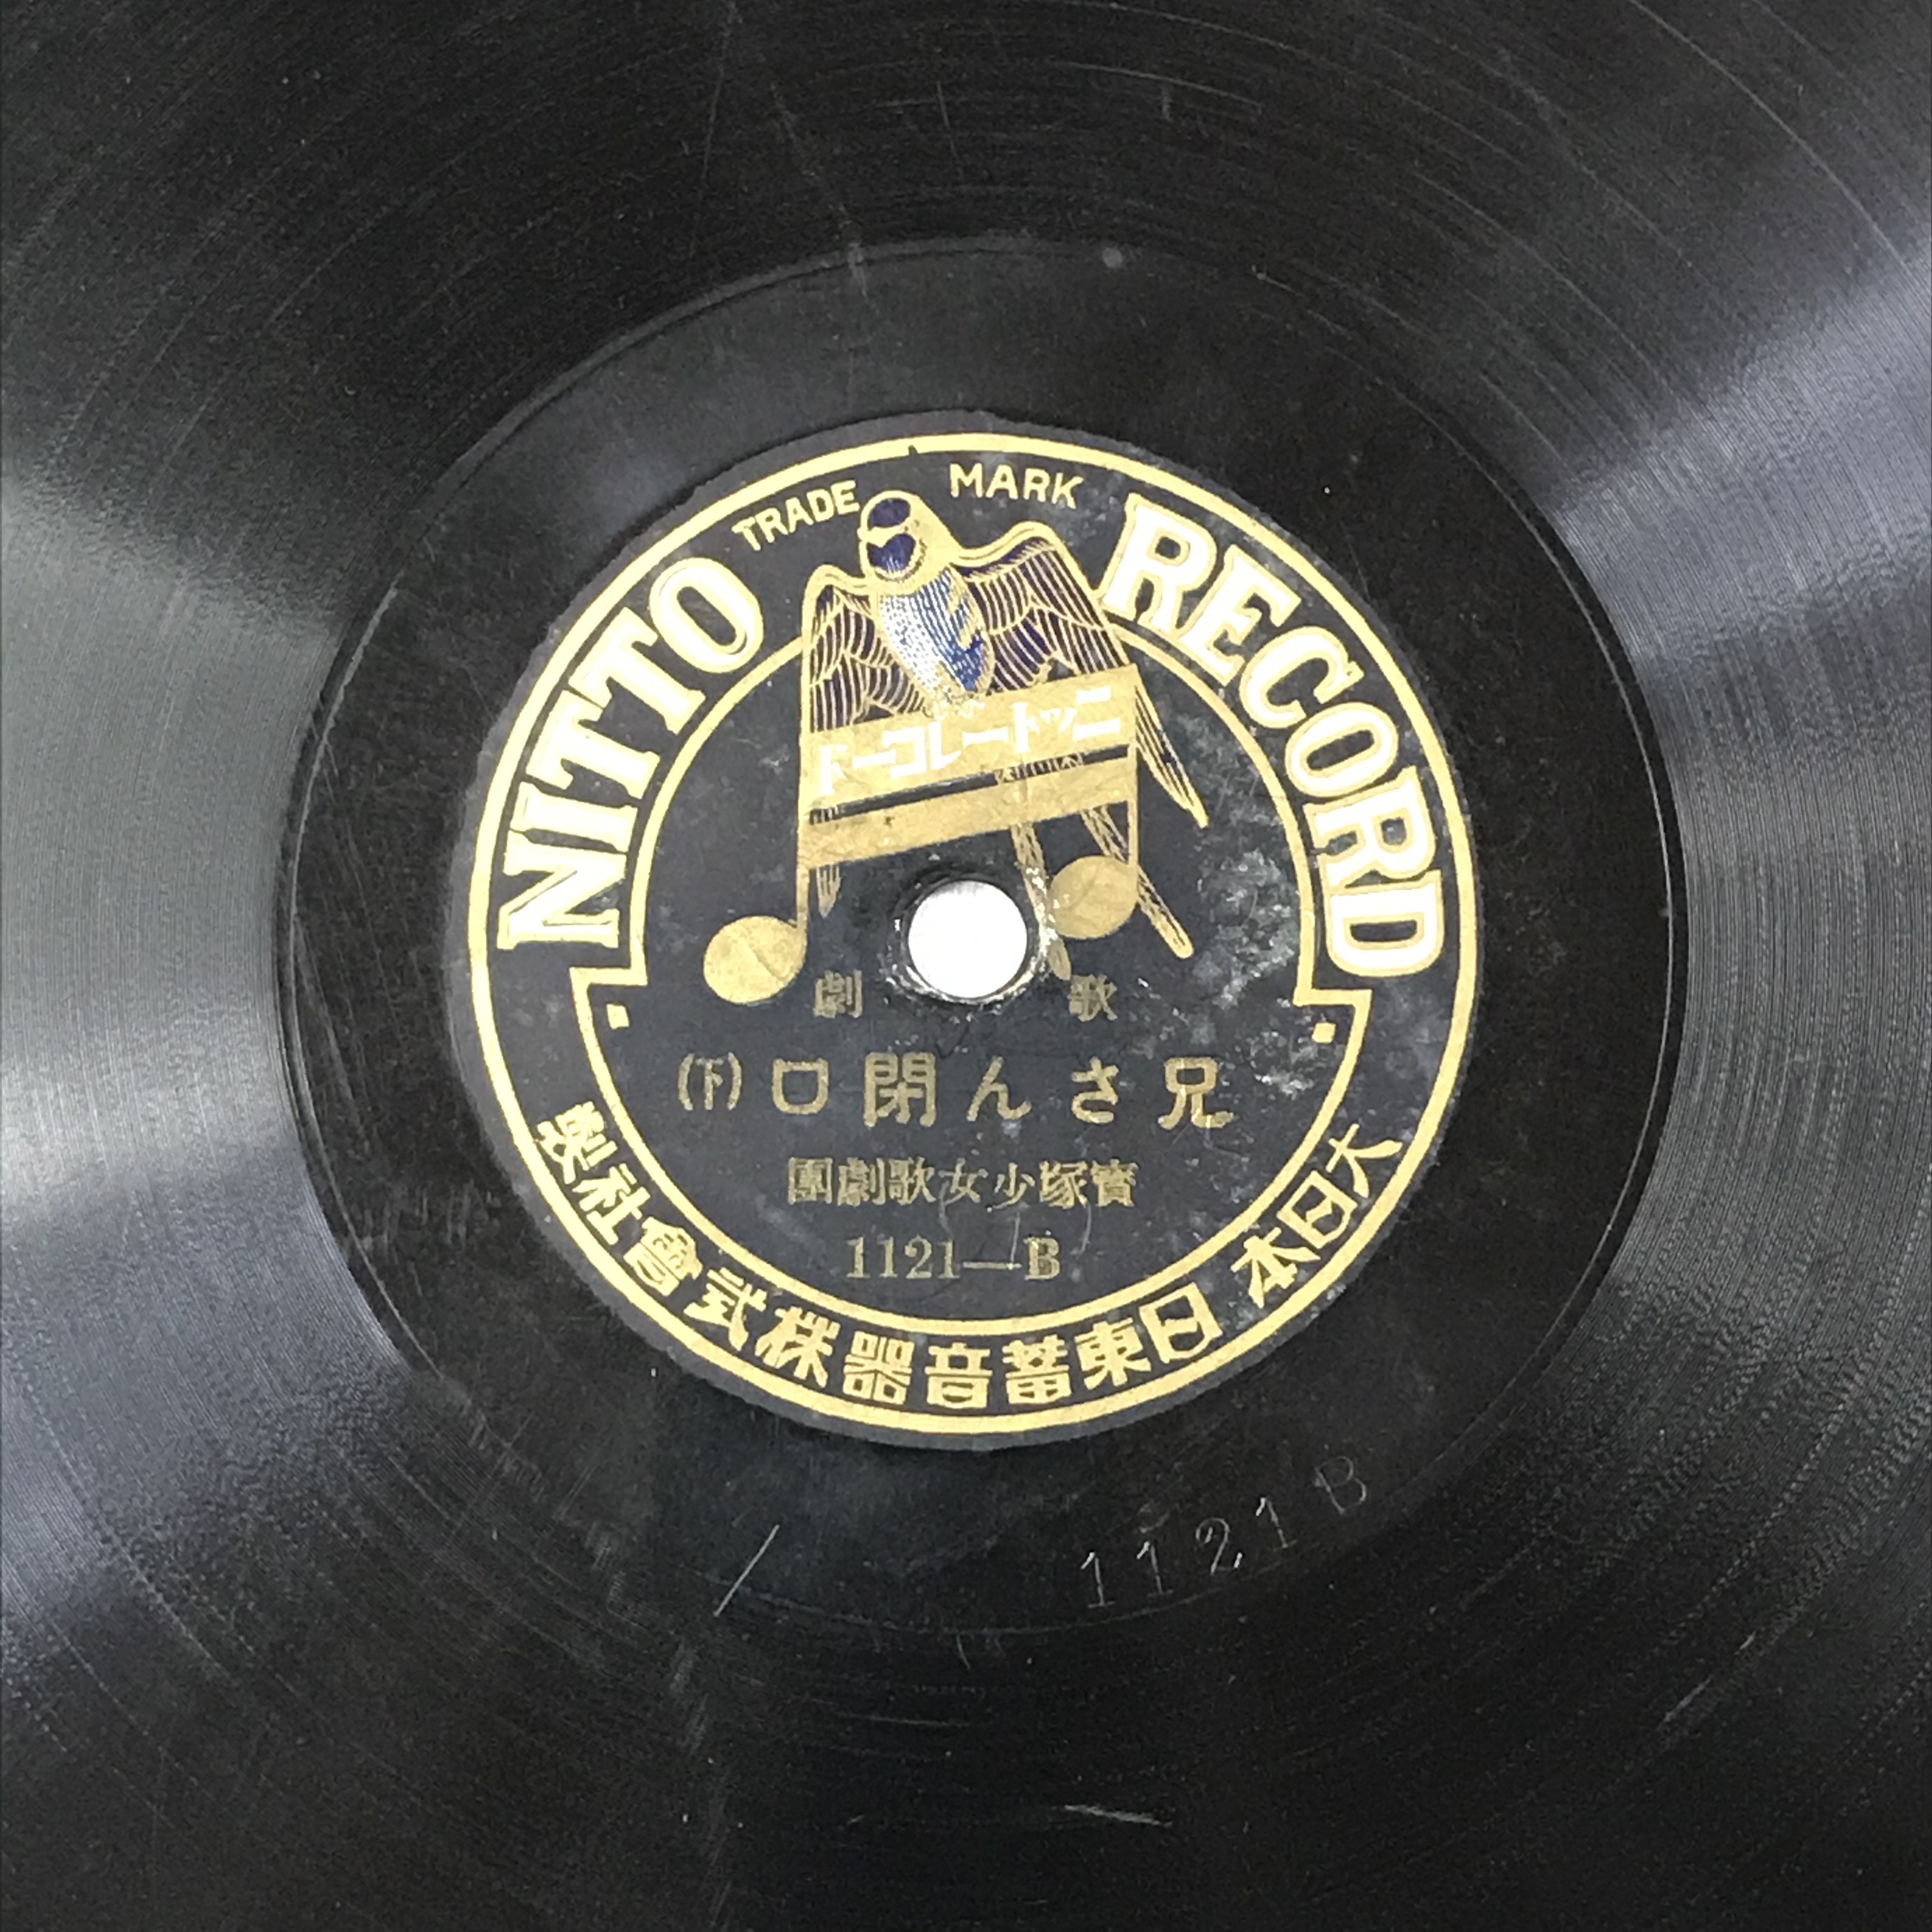 TRADE MARK
NITTO RECORD
ニットーレコード
歌劇
兄さん閉口(下)
寳塚少女歌劇團
1121—B
大日本日東蓄音器株式會社製
1121B